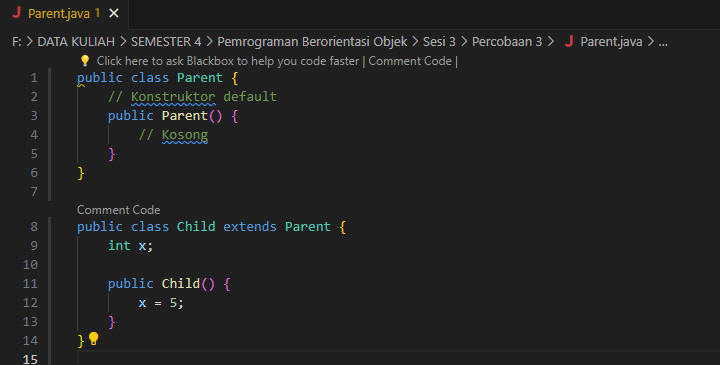 J Parent.java 1 ×
F: > DATA KULIAH > SEMESTER 4 > Pemrograman Berorientasi Objek > Sesi 3 > Percobaan 3 > J Parent.java > ...
Click here to ask Blackbox to help you code faster | Comment Code |
1 public class Parent {
2 // Konstruktor default
3 public Parent() {
4 // Kosong
5 }
6 }
7
Comment Code
8 public class Child extends Parent {
9 int x;
10
11 public Child() {
12 x = 5;
13 }
14 }
15